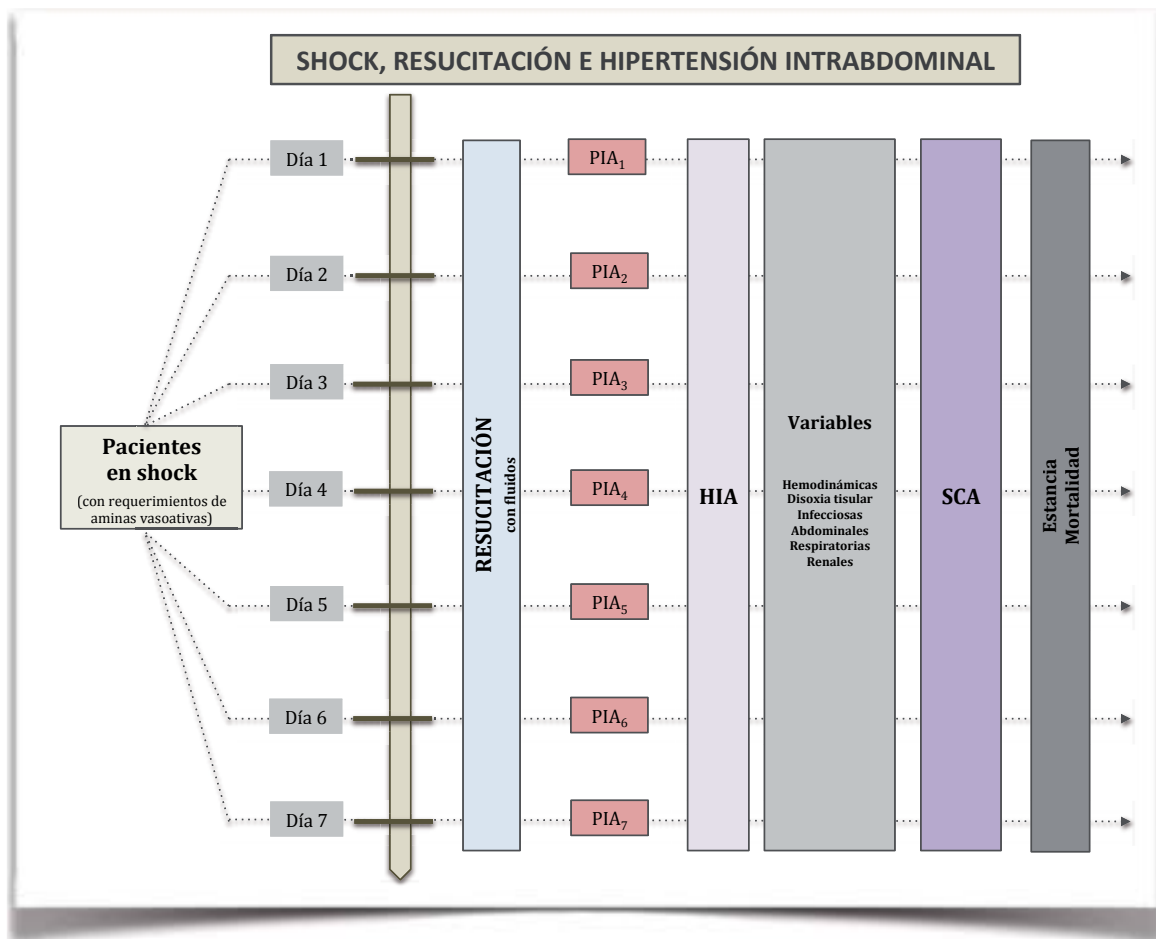 SHOCK, RESUCITACIÓN E HIPERTENSIÓN INTRABDOMINAL
Pacientes
en shock
(con requerimientos de
aminas vasoativas)
Día 1
Día 2
Día 3
Día 4
Día 5
Día 6
Día 7
RESUCITACIÓN
con fluidos
PIA₁
PIA₂
PIA₃
PIA₄
PIA₅
PIA₆
PIA₇
HIA
Variables
Hemodinámicas
Disoxia tisular
Infecciosas
Abdominales
Respiratorias
Renales
SCA
Estancia
Mortalidad